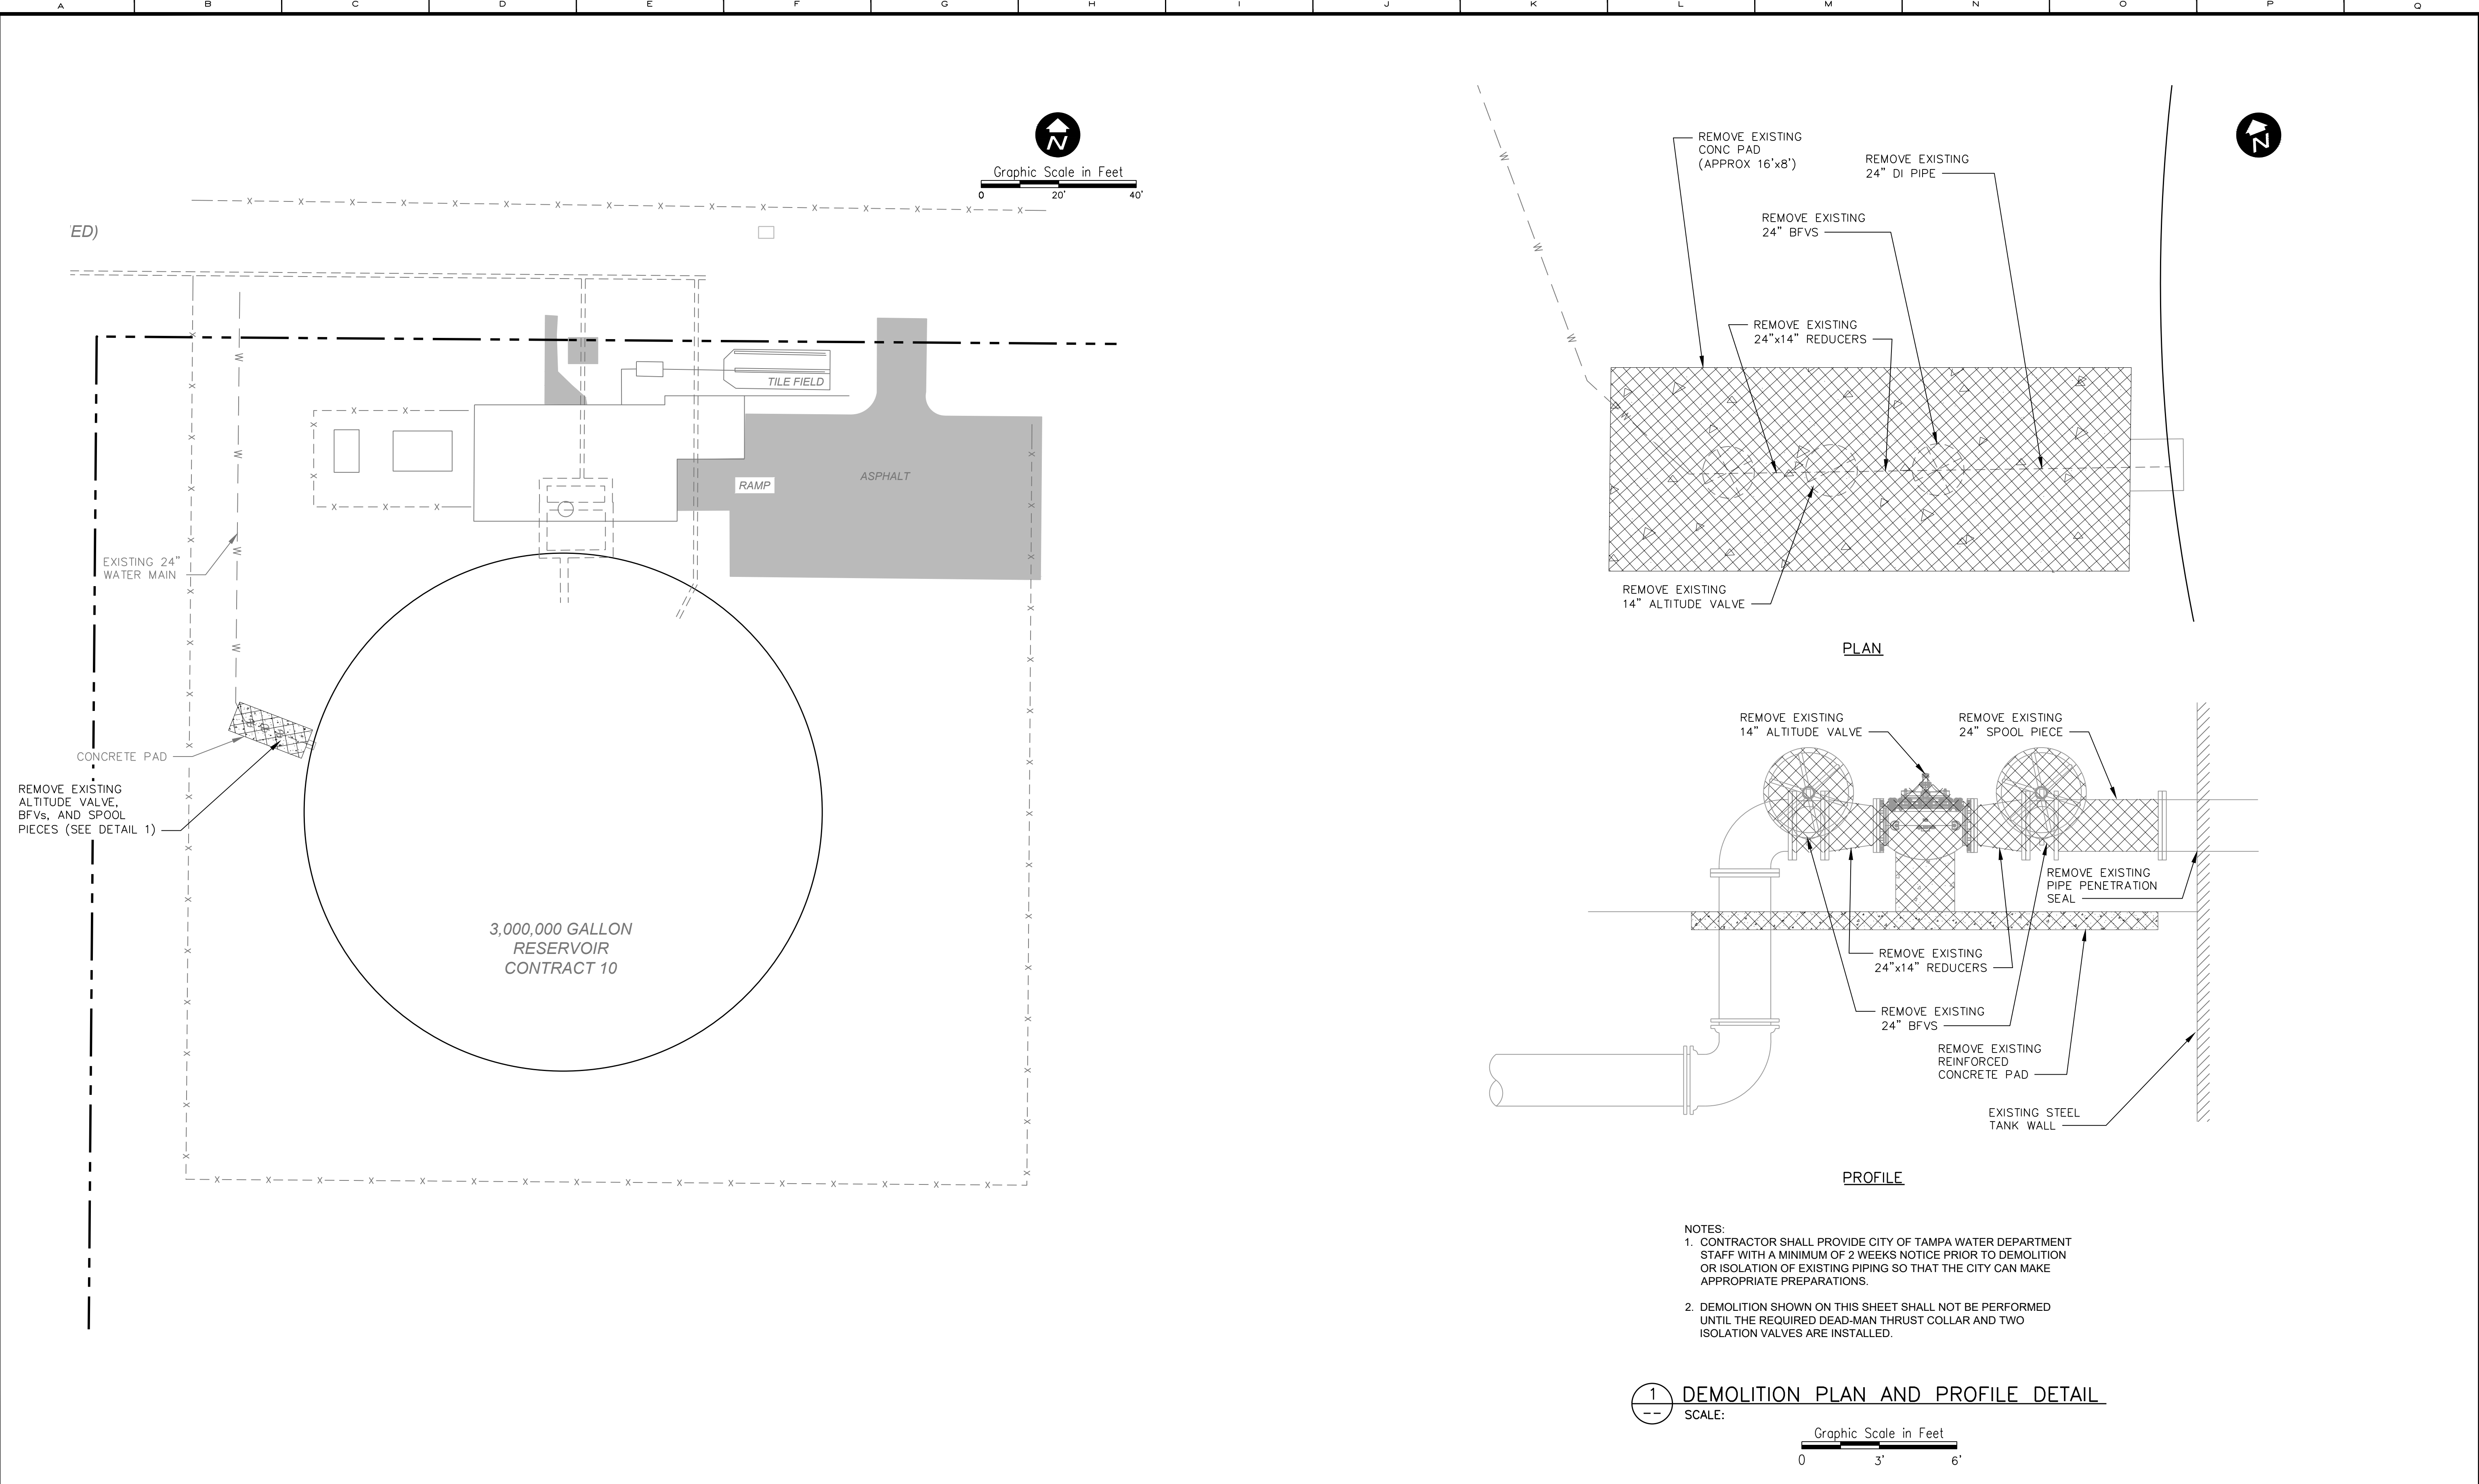 A B C D E F G H I J K L M N O P Q
N
Graphic Scale in Feet
0 20' 40'
ED)
X X X X X X X X X X X X X X X X
TILE FIELD
RAMP
ASPHALT
W
W
W
W
EXISTING 24"
WATER MAIN
CONCRETE PAD
REMOVE EXISTING
ALTITUDE VALVE,
BFVs, AND SPOOL
PIECES (SEE DETAIL 1)
3,000,000 GALLON
RESERVOIR
CONTRACT 10
X X X X X X X X X X X X X X X X
N
W
W
W
W
REMOVE EXISTING
CONC PAD
(APPROX 16'x8')
REMOVE EXISTING
24" DI PIPE
REMOVE EXISTING
24" BFVS
REMOVE EXISTING
24"x14" REDUCERS
REMOVE EXISTING
14" ALTITUDE VALVE
PLAN
REMOVE EXISTING
14" ALTITUDE VALVE
REMOVE EXISTING
24" SPOOL PIECE
REMOVE EXISTING
PIPE PENETRATION
SEAL
REMOVE EXISTING
24"x14" REDUCERS
REMOVE EXISTING
24" BFVS
REMOVE EXISTING
REINFORCED
CONCRETE PAD
EXISTING STEEL
TANK WALL
PROFILE
NOTES:
1. CONTRACTOR SHALL PROVIDE CITY OF TAMPA WATER DEPARTMENT
STAFF WITH A MINIMUM OF 2 WEEKS NOTICE PRIOR TO DEMOLITION
OR ISOLATION OF EXISTING PIPING SO THAT THE CITY CAN MAKE
APPROPRIATE PREPARATIONS.
2. DEMOLITION SHOWN ON THIS SHEET SHALL NOT BE PERFORMED
UNTIL THE REQUIRED DEAD-MAN THRUST COLLAR AND TWO
ISOLATION VALVES ARE INSTALLED.
1 DEMOLITION PLAN AND PROFILE DETAIL
-- SCALE:
Graphic Scale in Feet
0 3' 6'